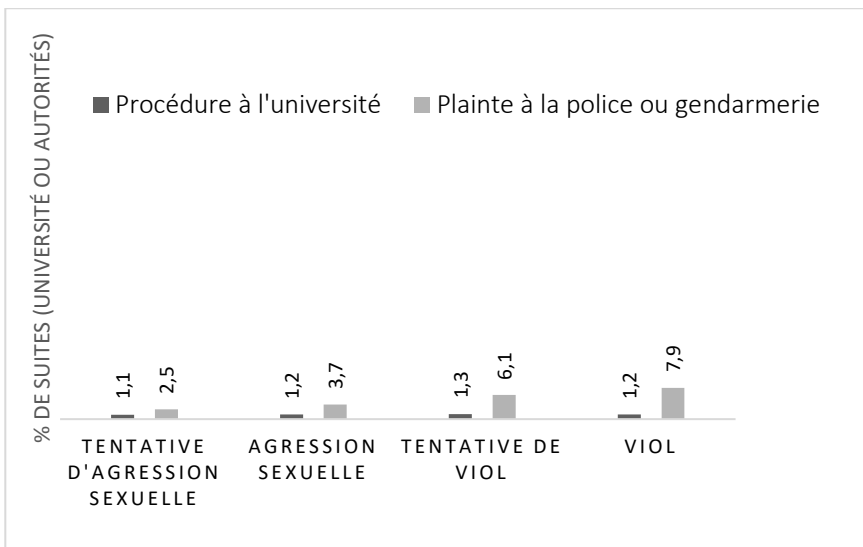 % DE SUITES (UNIVERSITÉ OU AUTORITÉS)
Procédure à l'université
Plainte à la police ou gendarmerie
1,1
2,5
1,2
3,7
1,3
6,1
1,2
7,9
TENTATIVE
D'AGRESSION
SEXUELLE
AGRESSION
SEXUELLE
TENTATIVE DE
VIOL
VIOL